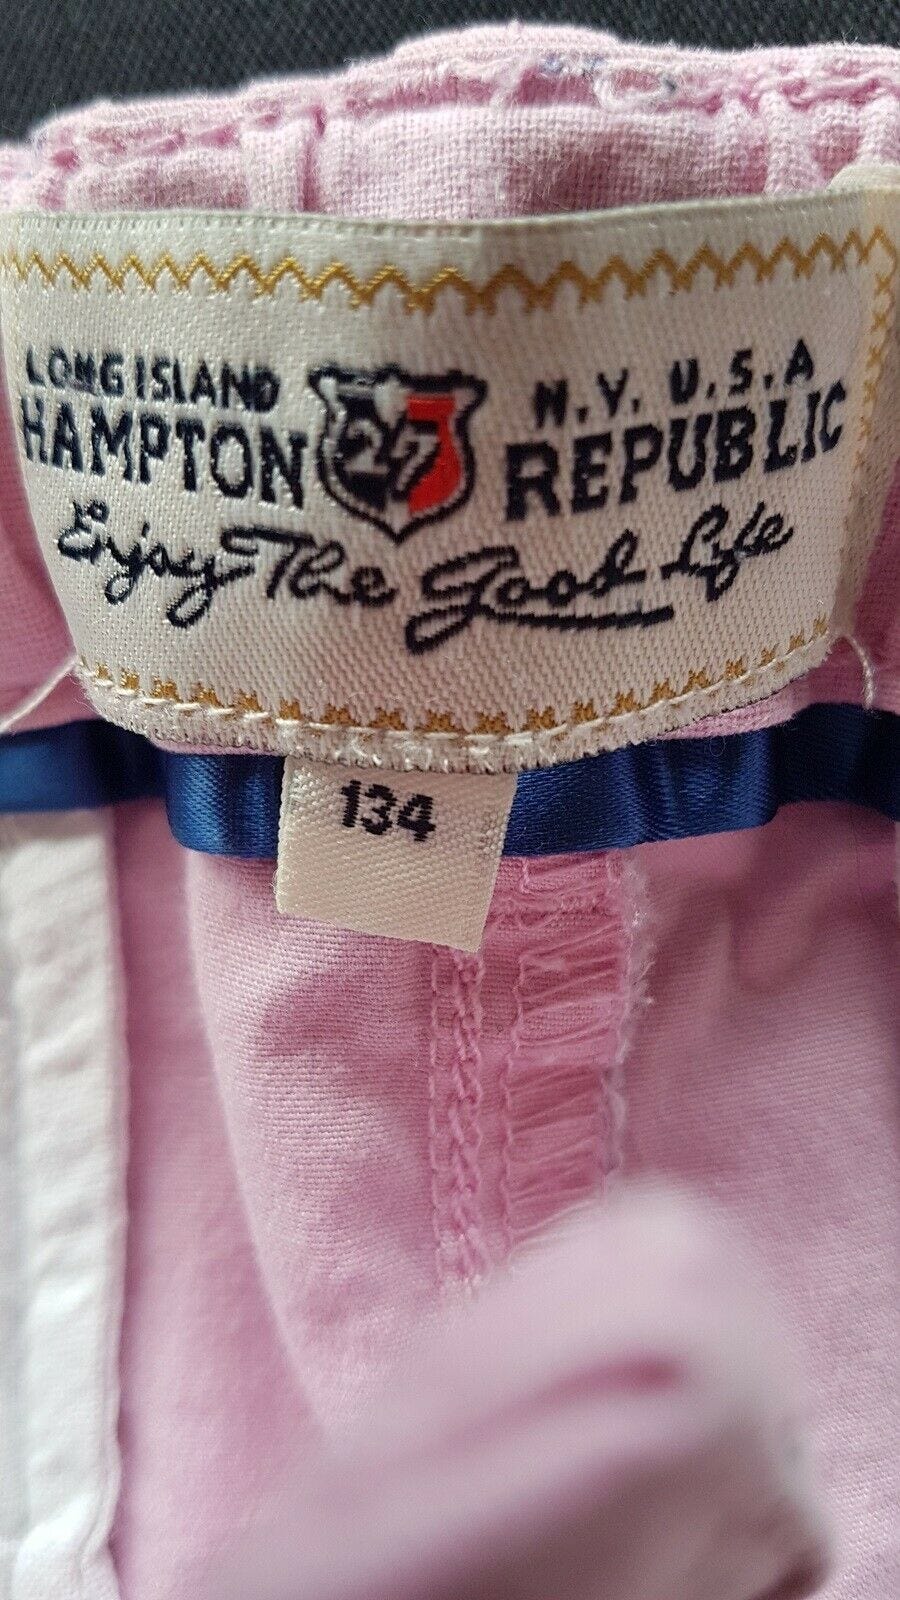 LONG ISLAND N.Y. U.S.A
HAMPTON 27 REPUBLIC
Enjoy The Good Life
134